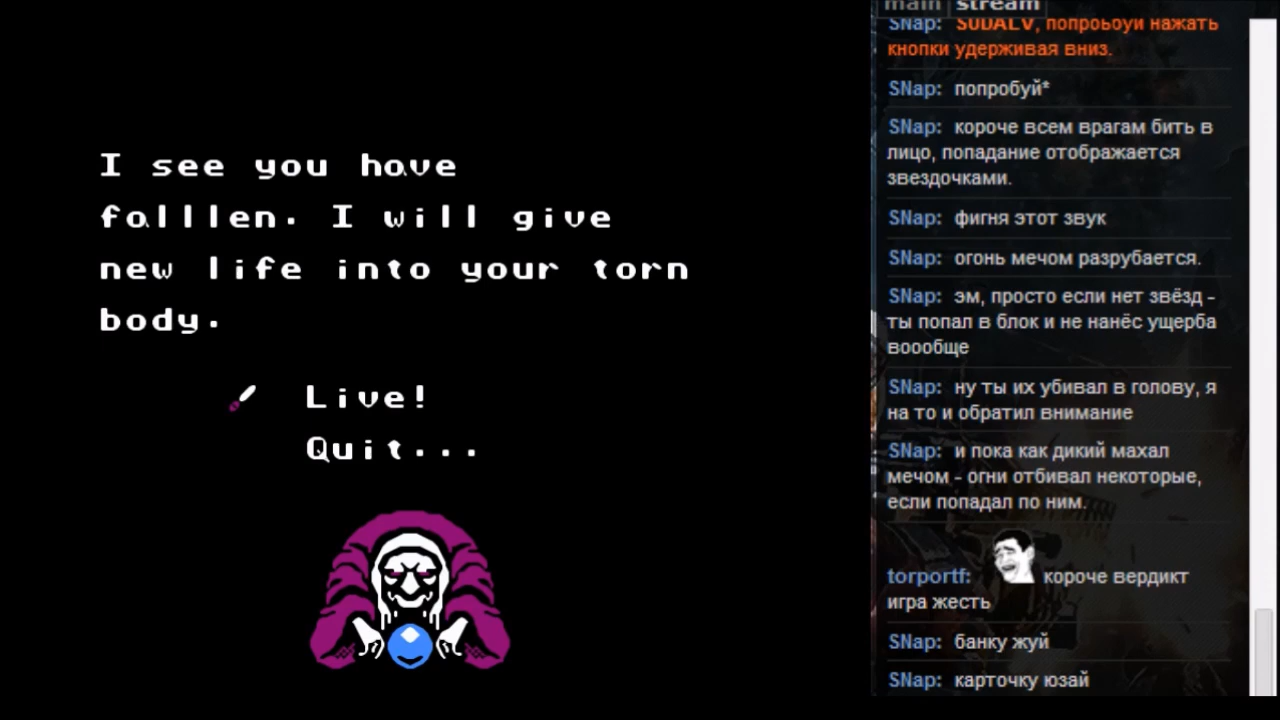 I see you have
falllen. I will give
new life into your torn
body.
Live!
Quit...
main stream
SNap: SUDALV, попробуй нажать
кнопки удерживая вниз.
SNap: попробуй*
SNap: короче всем врагам бить в
лицо, попадание отображается
звездочками.
SNap: фигня этот звук
SNap: огонь мечом разрубается.
SNap: эм, просто если нет звёзд -
ты попал в блок и не нанёс ущерба
воообще
SNap: ну ты их убивал в голову, я
на то и обратил внимание
SNap: и пока как дикий махал
мечом - огни отбивал некоторые,
если попадал по ним.
torportf: короче вердикт
игра жесть
SNap: банку жуй
SNap: карточку юзай